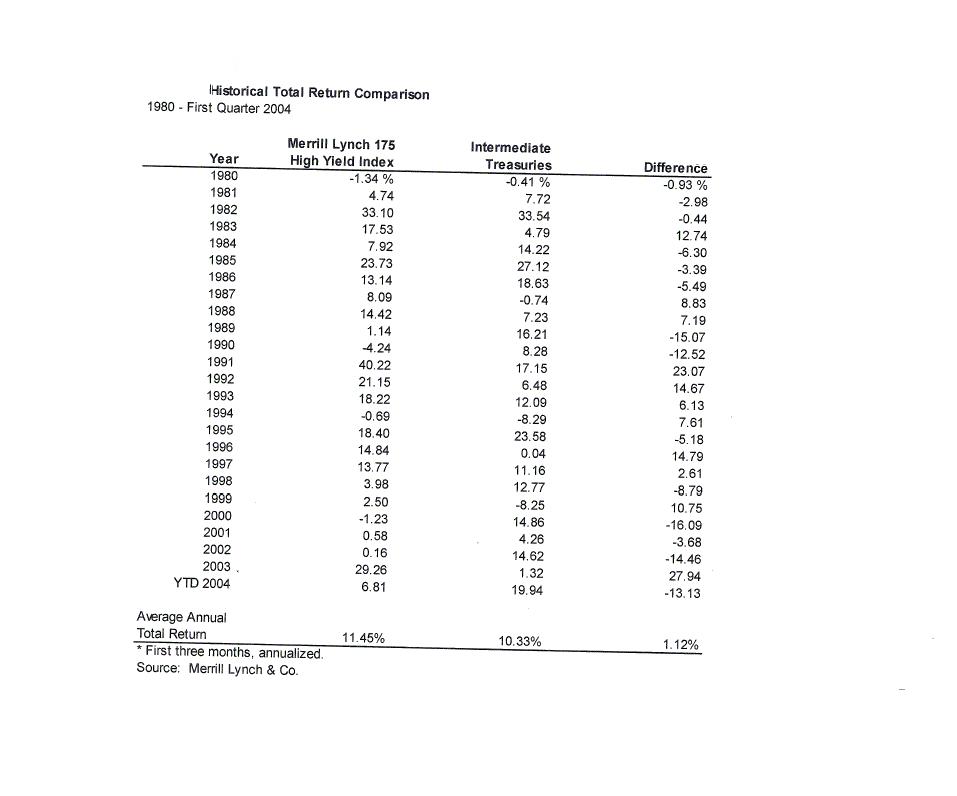 Historical Total Return Comparison
1980 - First Quarter 2004
Merrill Lynch 175 Intermediate
Year High Yield Index Treasuries Difference
1980 -1.34 % -0.41 % -0.93 %
1981 4.74 7.72 -2.98
1982 33.10 33.54 -0.44
1983 17.53 4.79 12.74
1984 7.92 14.22 -6.30
1985 23.73 27.12 -3.39
1986 13.14 18.63 -5.49
1987 8.09 -0.74 8.83
1988 14.42 7.23 7.19
1989 1.14 16.21 -15.07
1990 -4.24 8.28 -12.52
1991 40.22 17.15 23.07
1992 21.15 6.48 14.67
1993 18.22 12.09 6.13
1994 -0.69 -8.29 7.61
1995 18.40 23.58 -5.18
1996 14.84 0.04 14.79
1997 13.77 11.16 2.61
1998 3.98 12.77 -8.79
1999 2.50 -8.25 10.75
2000 -1.23 14.86 -16.09
2001 0.58 4.26 -3.68
2002 0.16 14.62 -14.46
2003 29.26 1.32 27.94
YTD 2004 6.81 19.94 -13.13
Average Annual
Total Return 11.45% 10.33% 1.12%
* First three months, annualized.
Source: Merrill Lynch & Co.